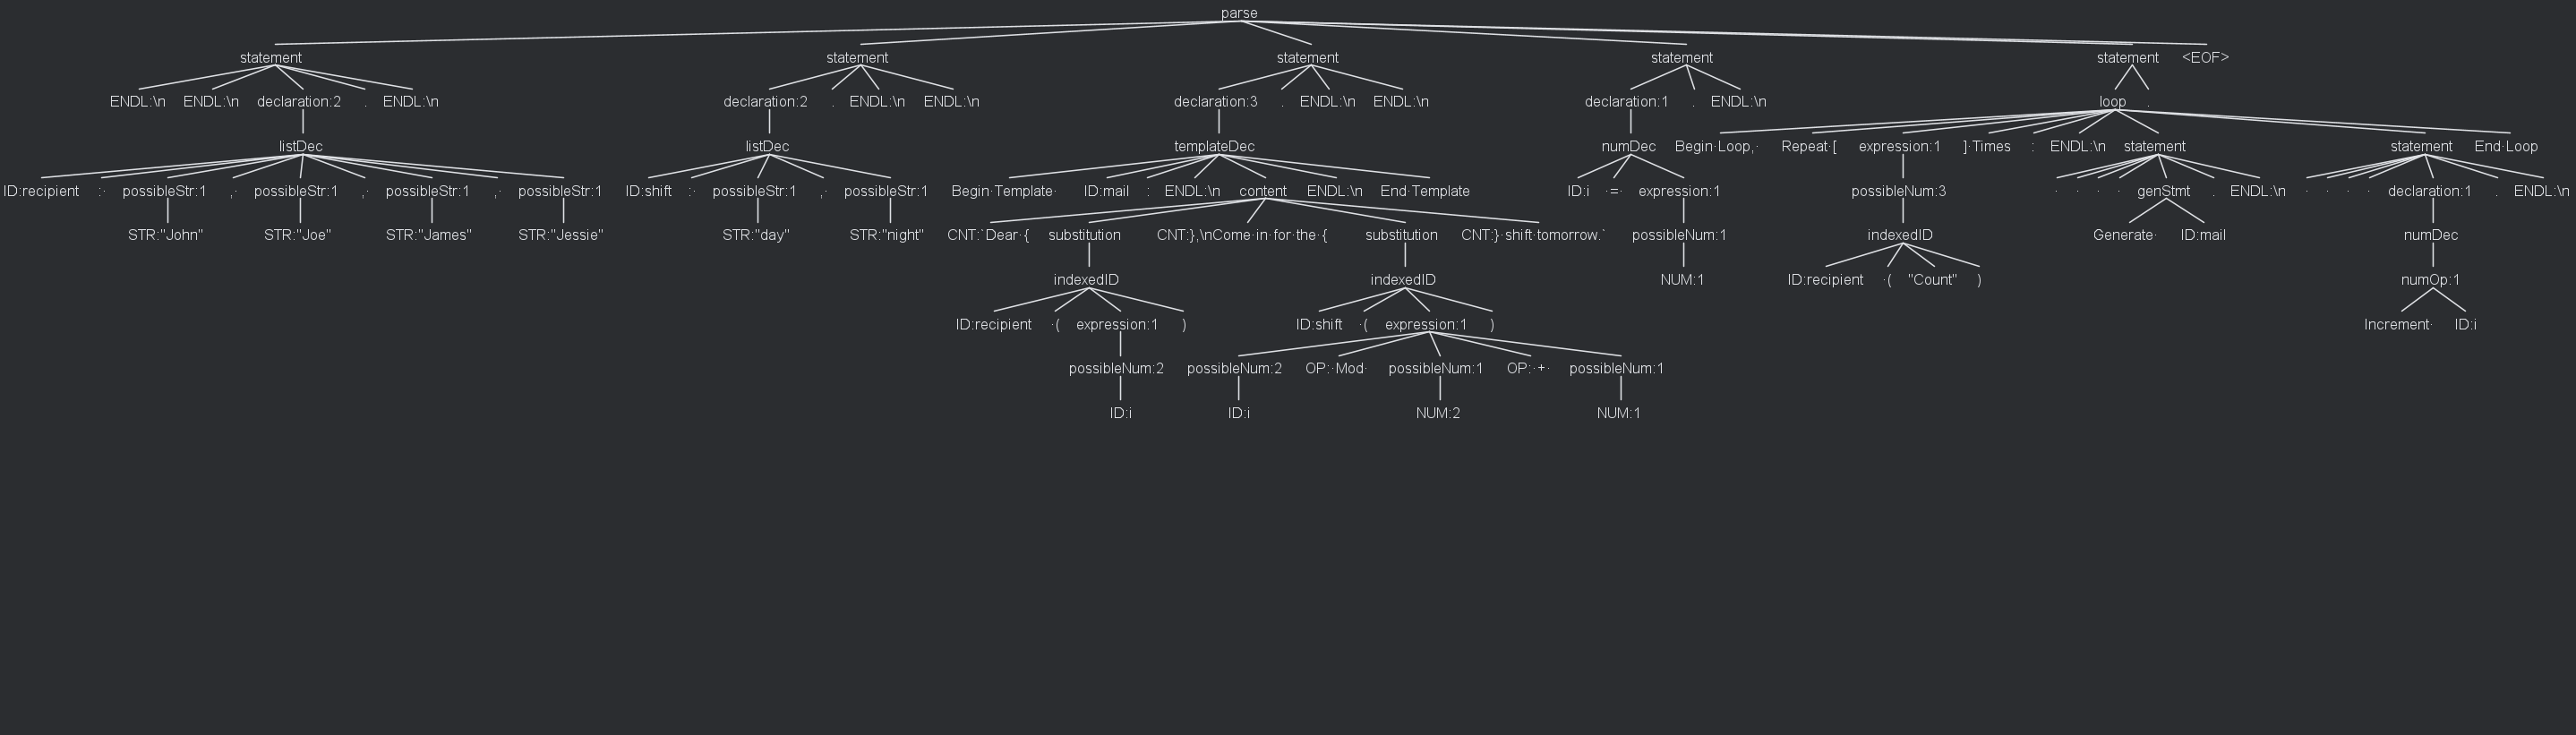 parse
statement statement statement statement statement <EOF>
ENDL:\n ENDL:\n declaration:2 . ENDL:\n declaration:2 . ENDL:\n ENDL:\n declaration:3 . ENDL:\n ENDL:\n declaration:1 . ENDL:\n loop .
listDec listDec templateDec numDec Begin·Loop,· Repeat·[ expression:1 ]·Times : ENDL:\n statement statement End·Loop
ID:recipient :· possibleStr:1 ,· possibleStr:1 ,· possibleStr:1 ,· possibleStr:1 ID:shift :· possibleStr:1 ,· possibleStr:1 Begin·Template· ID:mail : ENDL:\n content ENDL:\n End·Template ID:i ·=· expression:1 possibleNum:3 · · · · genStmt . ENDL:\n · · · · declaration:1 . ENDL:\n
STR:"John" STR:"Joe" STR:"James" STR:"Jessie" STR:"day" STR:"night" CNT:`Dear·{ substitution CNT:},\nCome·in·for·the·{ substitution CNT:}·shift·tomorrow.` possibleNum:1 indexedID Generate· ID:mail numDec
indexedID indexedID NUM:1 ID:recipient ·( "Count" ) numOp:1
ID:recipient ·( expression:1 ) ID:shift ·( expression:1 ) Increment· ID:i
possibleNum:2 possibleNum:2 OP:·Mod· possibleNum:1 OP:·+· possibleNum:1
ID:i ID:i NUM:2 NUM:1